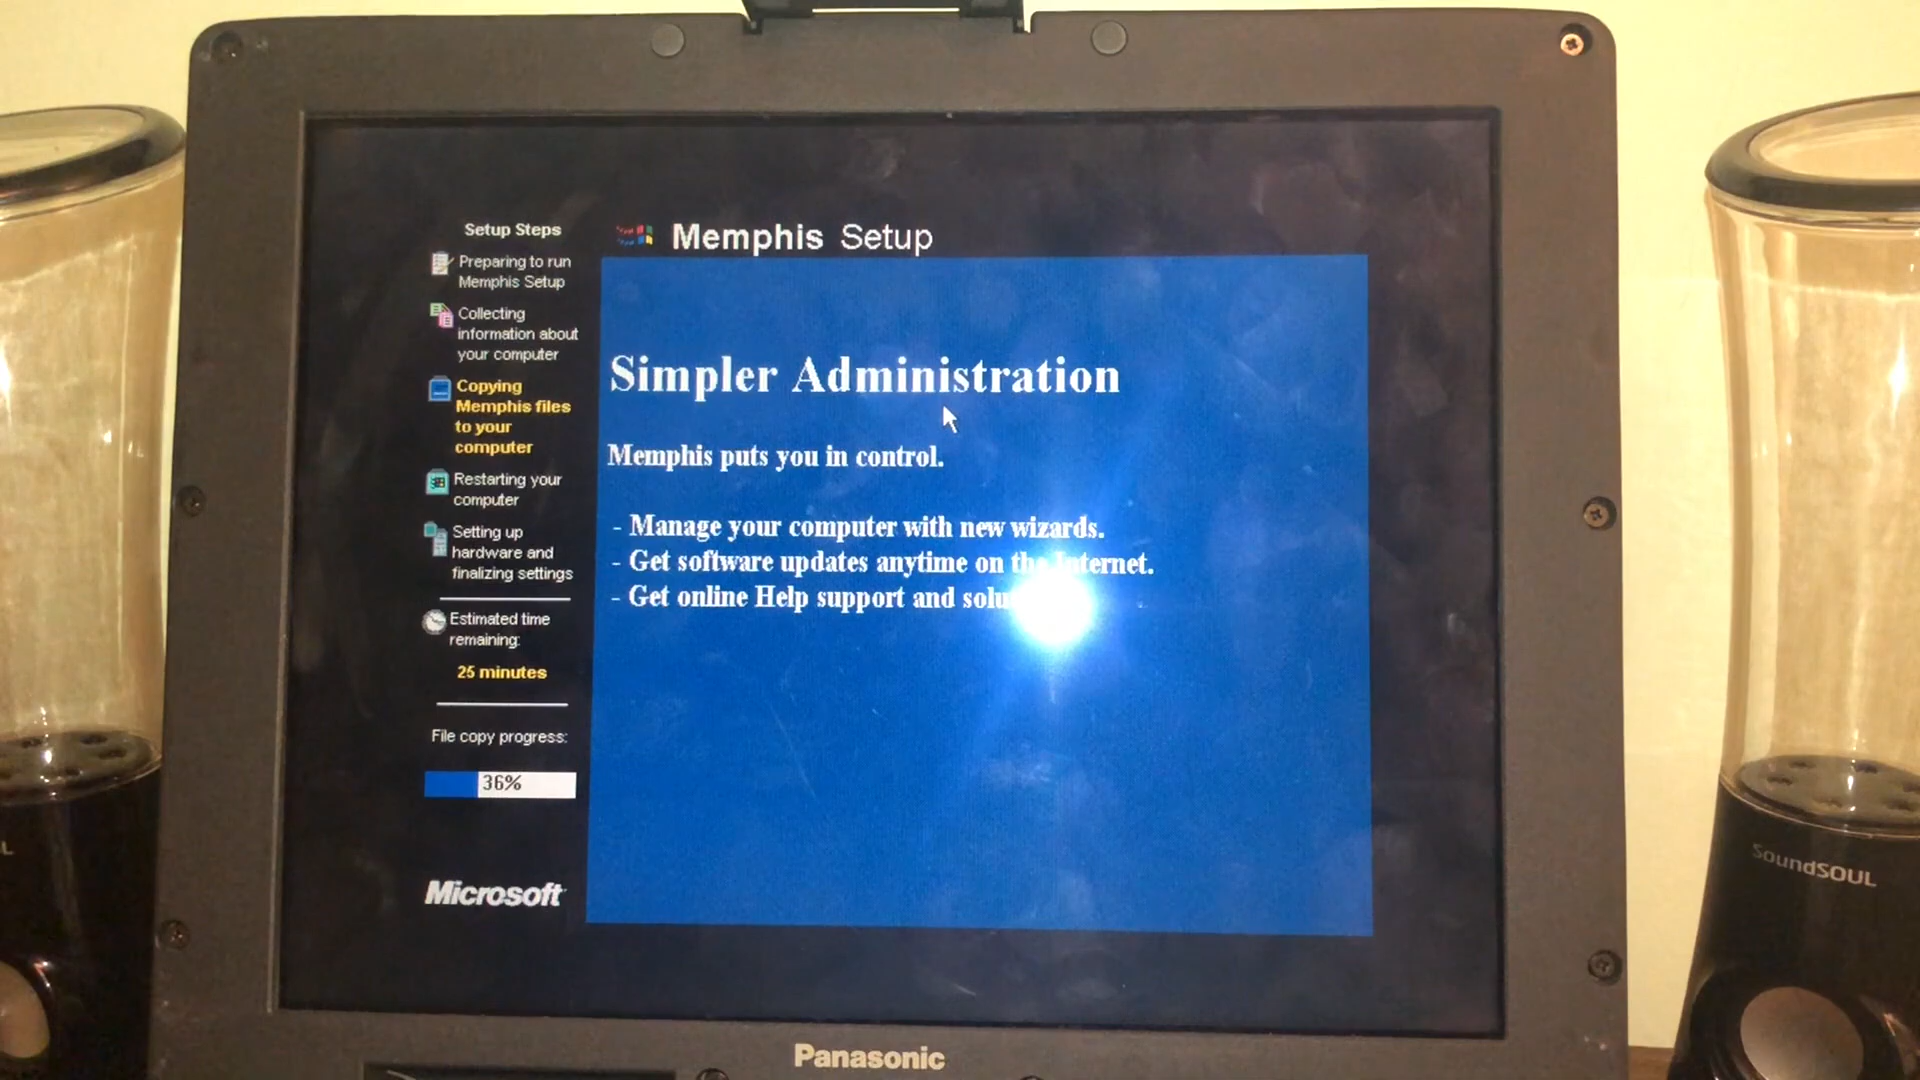 Setup Steps
Preparing to run
Memphis Setup
Collecting
information about
your computer
Copying
Memphis files
to your
computer
Restarting your
computer
Setting up
hardware and
finalizing settings
Estimated time
remaining:
25 minutes
File copy progress:
36%
Microsoft
Memphis Setup
Simpler Administration
Memphis puts you in control.
- Manage your computer with new wizards.
- Get software updates anytime on the Internet.
- Get online Help support and
Panasonic
SoundSOUL